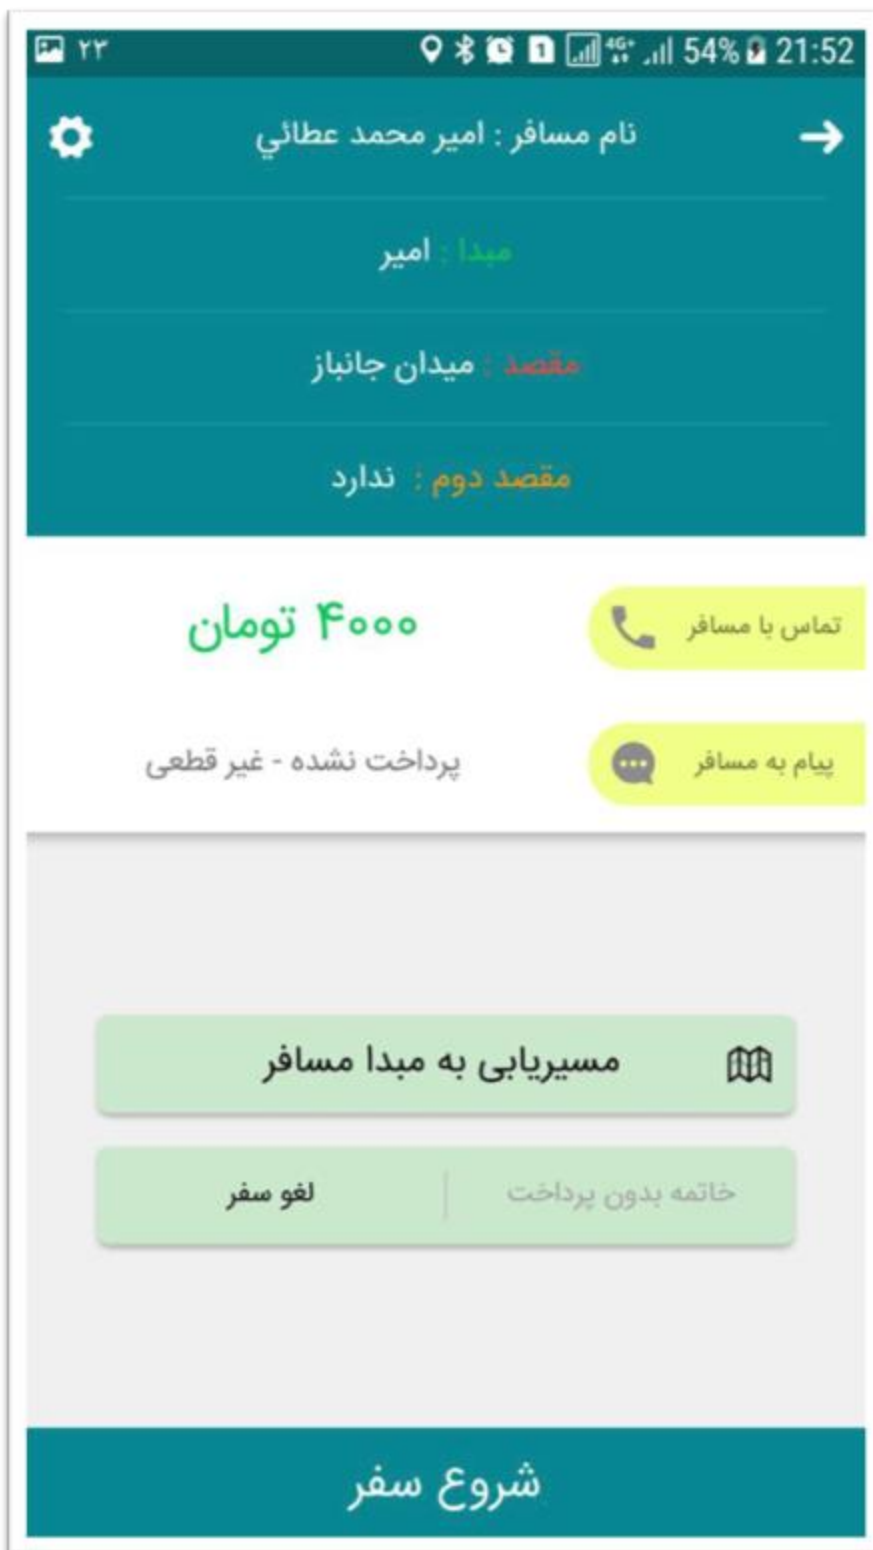 ۲۳ 1 4G+ 54% 21:52
نام مسافر : امیر محمد عطائي
مبدا : امیر
مقصد : میدان جانباز
مقصد دوم : ندارد
تماس با مسافر
۴۰۰۰ تومان
پیام به مسافر
پرداخت نشده - غیر قطعی
مسیریابی به مبدا مسافر
خاتمه بدون پرداخت
لغو سفر
شروع سفر